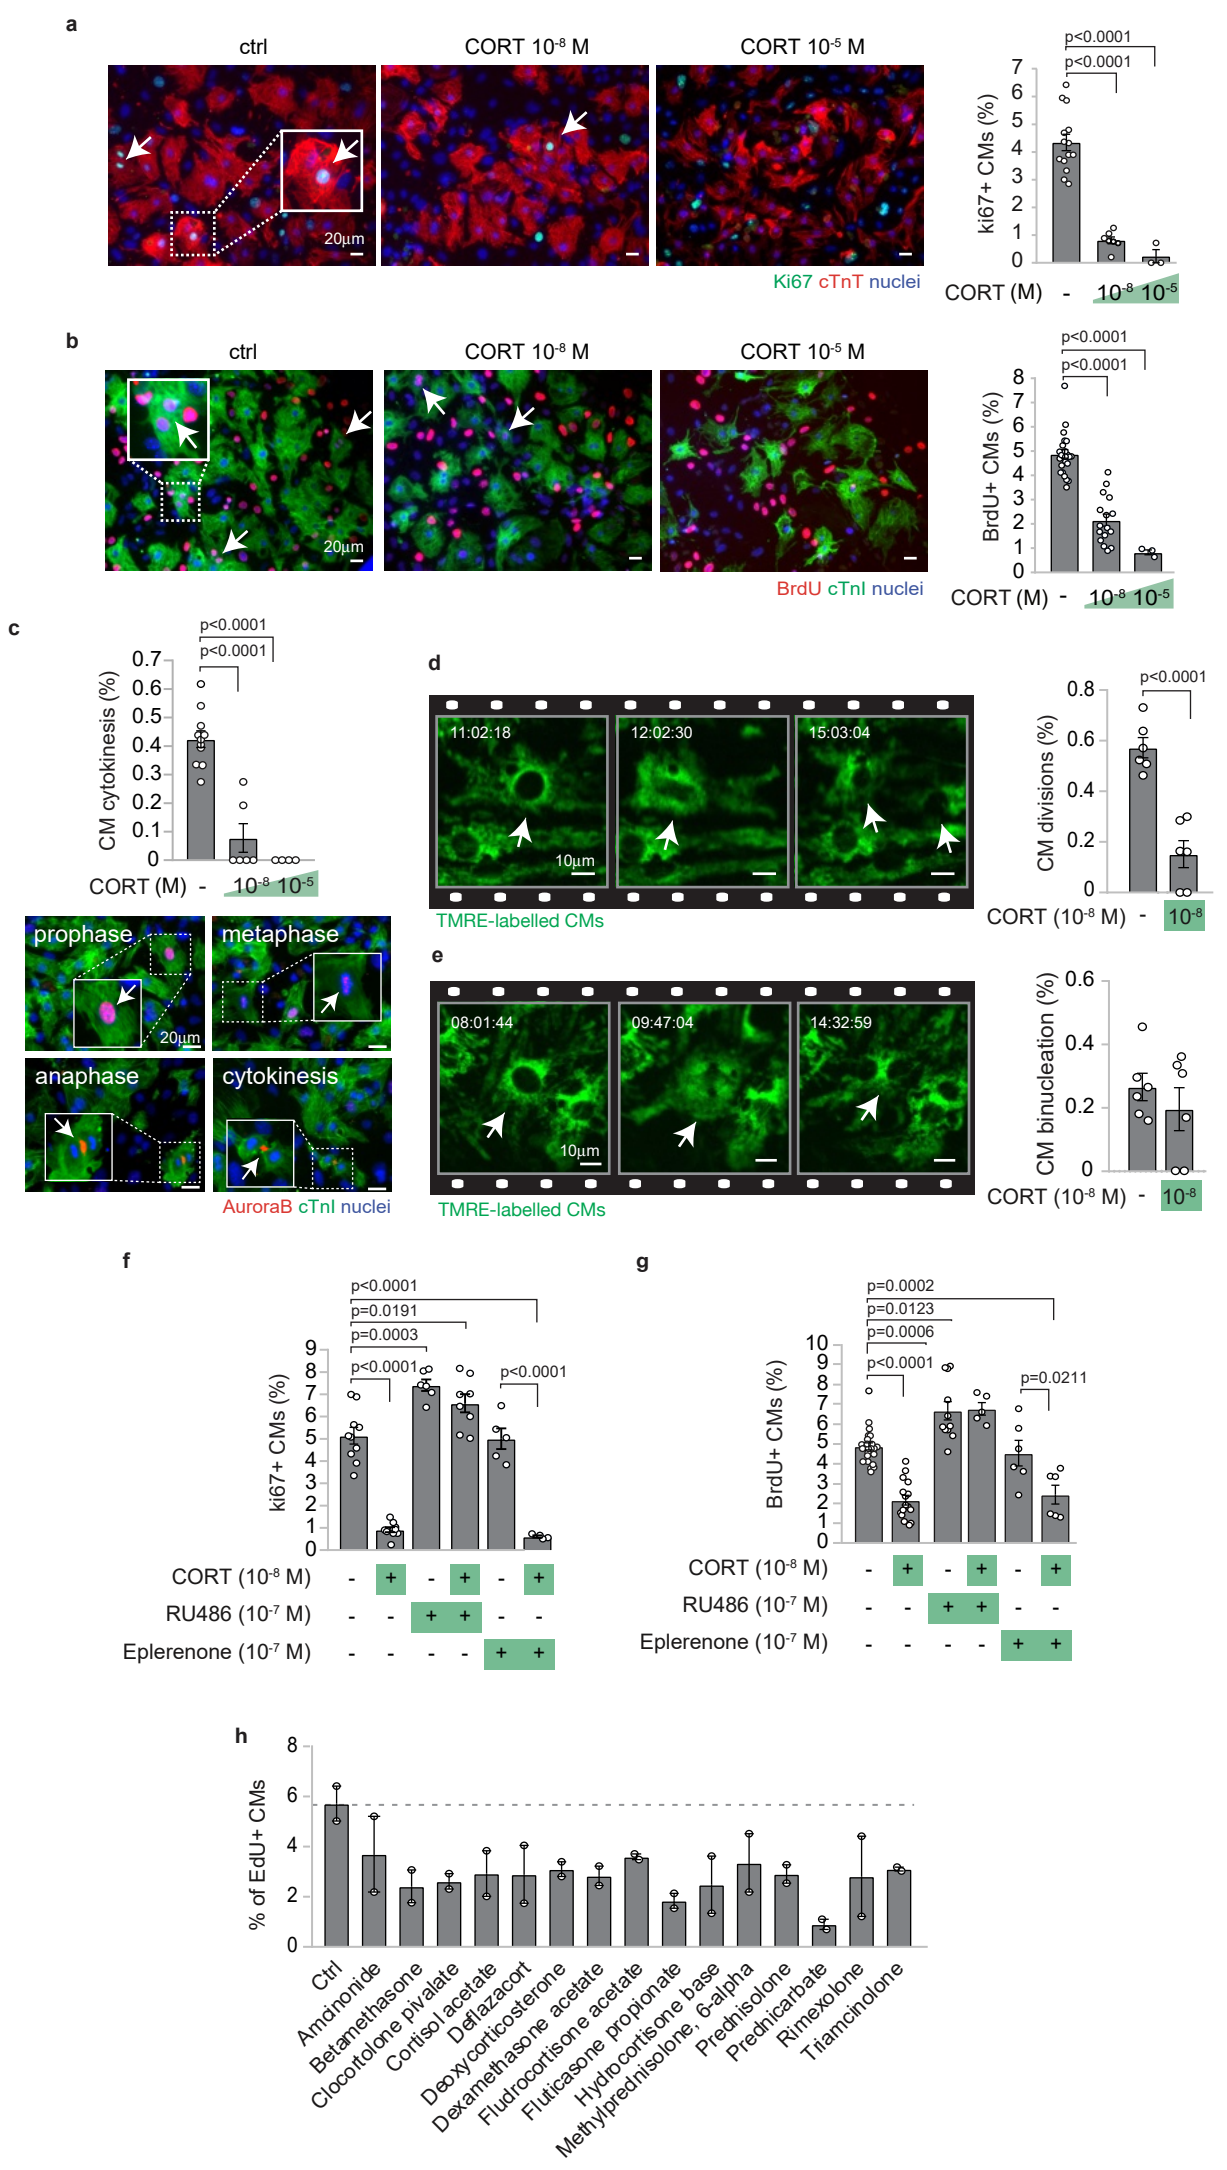 a
ctrl
CORT 10-8 M
CORT 10-5 M
20µm
Ki67 cTnT nuclei
p<0.0001
p<0.0001
ki67+ CMs (%)
7
6
5
4
3
2
1
0
CORT (M) - 10-8 10-5
b
ctrl
CORT 10-8 M
CORT 10-5 M
20µm
BrdU cTnI nuclei
p<0.0001
p<0.0001
BrdU+ CMs (%)
8
7
6
5
4
3
2
1
0
CORT (M) - 10-8 10-5
c
p<0.0001
p<0.0001
CM cytokinesis (%)
0.7
0.6
0.5
0.4
0.3
0.2
0.1
0
CORT (M) - 10-8 10-5
prophase
20µm
metaphase
anaphase
cytokinesis
AuroraB cTnI nuclei
d
11:02:18
12:02:30
15:03:04
10µm
TMRE-labelled CMs
p<0.0001
CM divisions (%)
0.8
0.6
0.4
0.2
0
CORT (10-8 M) - 10-8
e
08:01:44
09:47:04
14:32:59
10µm
TMRE-labelled CMs
CM binucleation (%)
0.6
0.4
0.2
0
CORT (10-8 M) - 10-8
f
p<0.0001
p=0.0191
p=0.0003
p<0.0001
p<0.0001
ki67+ CMs (%)
9
8
7
6
5
4
3
2
1
0
CORT (10-8 M) - + - + - +
RU486 (10-7 M) - - + + - -
Eplerenone (10-7 M) - - - - + +
g
p=0.0002
p=0.0123
p=0.0006
p<0.0001
p=0.0211
BrdU+ CMs (%)
10
9
8
7
6
5
4
3
2
1
0
CORT (10-8 M) - + - + - +
RU486 (10-7 M) - - + + - -
Eplerenone (10-7 M) - - - - + +
h
% of EdU+ CMs
8
6
4
2
0
Ctrl
Amcinonide
Betamethasone
Clocortolone pivalate
Cortisol acetate
Deflazacort
Deoxycorticosterone
Dexamethasone acetate
Fludrocortisone acetate
Fluticasone propionate
Hydrocortisone base
Methylprednisolone, 6-alpha
Prednisolone
Prednicarbate
Rimexolone
Triamcinolone